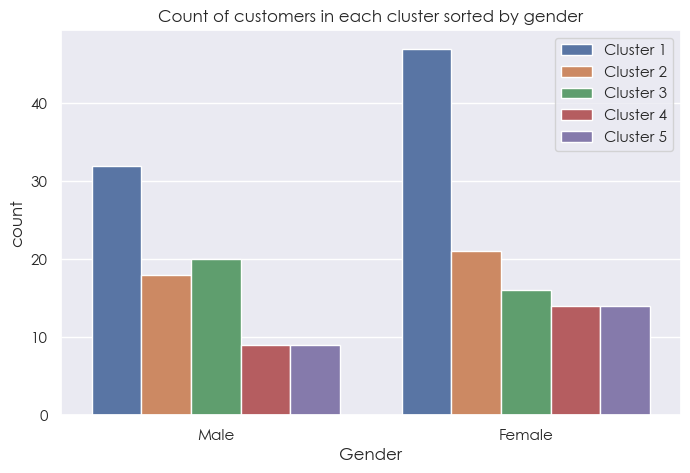 Count of customers in each cluster sorted by gender
Cluster 1
Cluster 2
Cluster 3
Cluster 4
Cluster 5
count
40
30
20
10
0
Male
Female
Gender